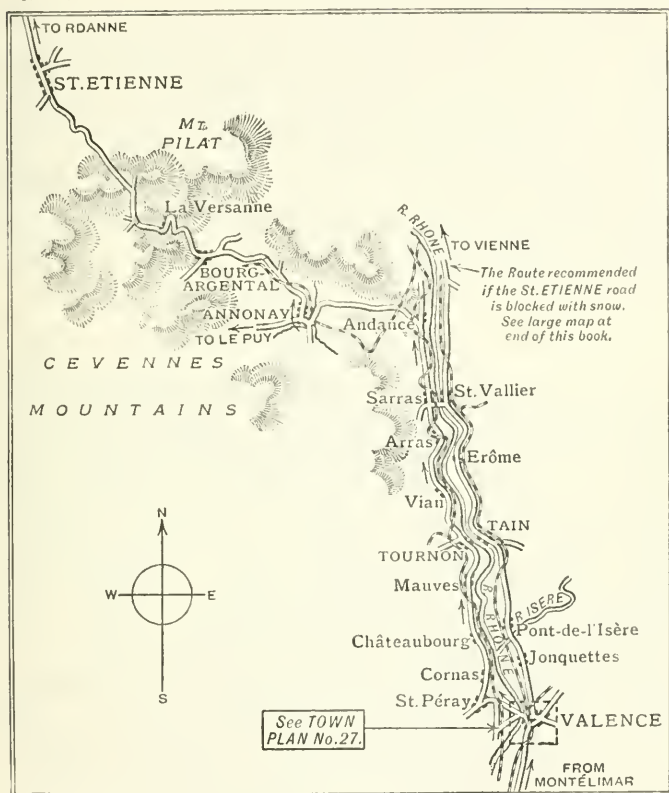 TO RDANNE
ST. ETIENNE
MT.
PILAT
La Versanne
R. RHONE
TO VIENNE
BOURG-
ARGENTAL
The Route recommended
if the St. ETIENNE road
is blocked with snow.
See large map at
end of this book.
ANNONAY
Andance
TO LE PUY
CEVENNES
MOUNTAINS
Sarras
St. Vallier
Arras
Erôme
Vian
N
TAIN
TOURNON
W
E
Mauves
R. ISÈRE
R. RHONE
Pont-de-l'Isère
S
Châteaubourg
Jonquettes
Cornas
St. Péray
See TOWN
PLAN No. 27.
VALENCE
FROM
MONTÉLIMAR